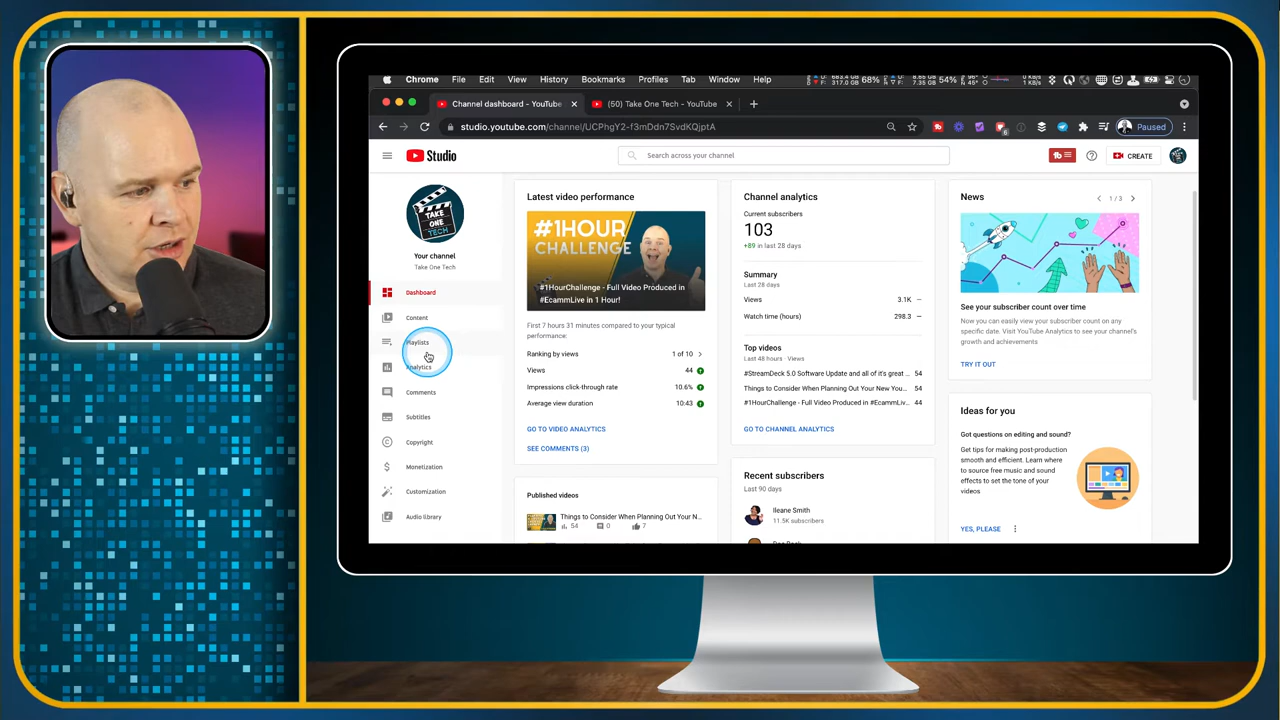 Chrome File Edit View History Bookmarks Profiles Tab Window Help
68% 54%
Channel dashboard - YouTube
(50) Take One Tech - YouTube
studio.youtube.com/channel/UCPhgY2-f3mDdn7SvdKQjptA
Paused
Studio
Search across your channel
CREATE
TAKE
ONE
TECH
Your channel
Take One Tech
Dashboard
Content
Playlists
Analytics
Comments
Subtitles
Copyright
Monetization
Customization
Audio library
Latest video performance
#1HOUR
CHALLENGE
#1HourChallenge - Full Video Produced in
#EcammLive in 1 Hour!
First 7 hours 31 minutes compared to your typical
performance:
Ranking by views 1 of 10
Views 44
Impressions click-through rate 10.6%
Average view duration 10:43
GO TO VIDEO ANALYTICS
SEE COMMENTS (3)
Published videos
Things to Consider When Planning Out Your N...
54 0 7
Channel analytics
Current subscribers
103
+89 in last 28 days
Summary
Last 28 days
Views 3.1K —
Watch time (hours) 298.3 —
Top videos
Last 48 hours · Views
#StreamDeck 5.0 Software Update and all of it's great ... 54
Things to Consider When Planning Out Your New You... 54
#1HourChallenge - Full Video Produced in #EcammLiv... 44
GO TO CHANNEL ANALYTICS
Recent subscribers
Last 90 days
Ileane Smith
11.5K subscribers
News
1 / 3
See your subscriber count over time
Now you can easily view your subscriber count on any
specific date. Visit YouTube Analytics to see your channel's
growth and achievements
TRY IT OUT
Ideas for you
Got questions on editing and sound?
Get tips for making post-production
smooth and efficient. Learn where
to source free music and sound
effects to set the tone of your
videos
YES, PLEASE